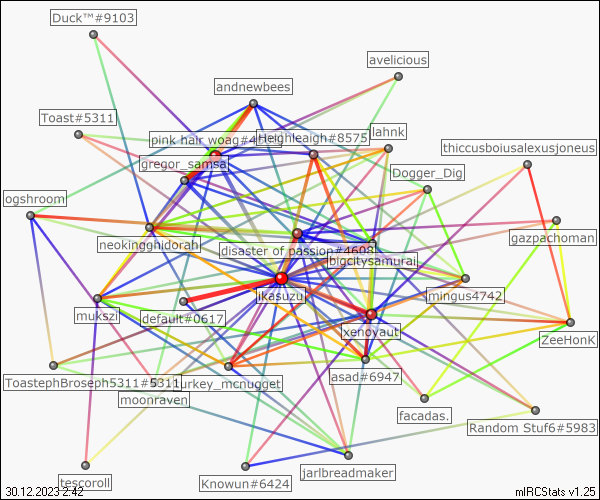 Duck™#9103
avelicious
andnewbees
Toast#5311
pink hair woag#4
heighleaigh#8575
lahnk
thiccusboiusalexusjoneus
gregor_samsa
Dogger_Dig
ogshroom
gazpachoman
neokingghidorah
disaster of passion#4608
bigcitysamurai
ikasuzu
mingus4742
mukszi
default#0617
xenoyaut
ZeeHonK
ToastephBroseph5311#5311
turkey_mcnugget
asad#6947
moonraven
facadas.
Random Stuf6#5983
tescoroll
Knowun#6424
jarlbreadmaker
30.12.2023 2:42
mIRCStats v1.25